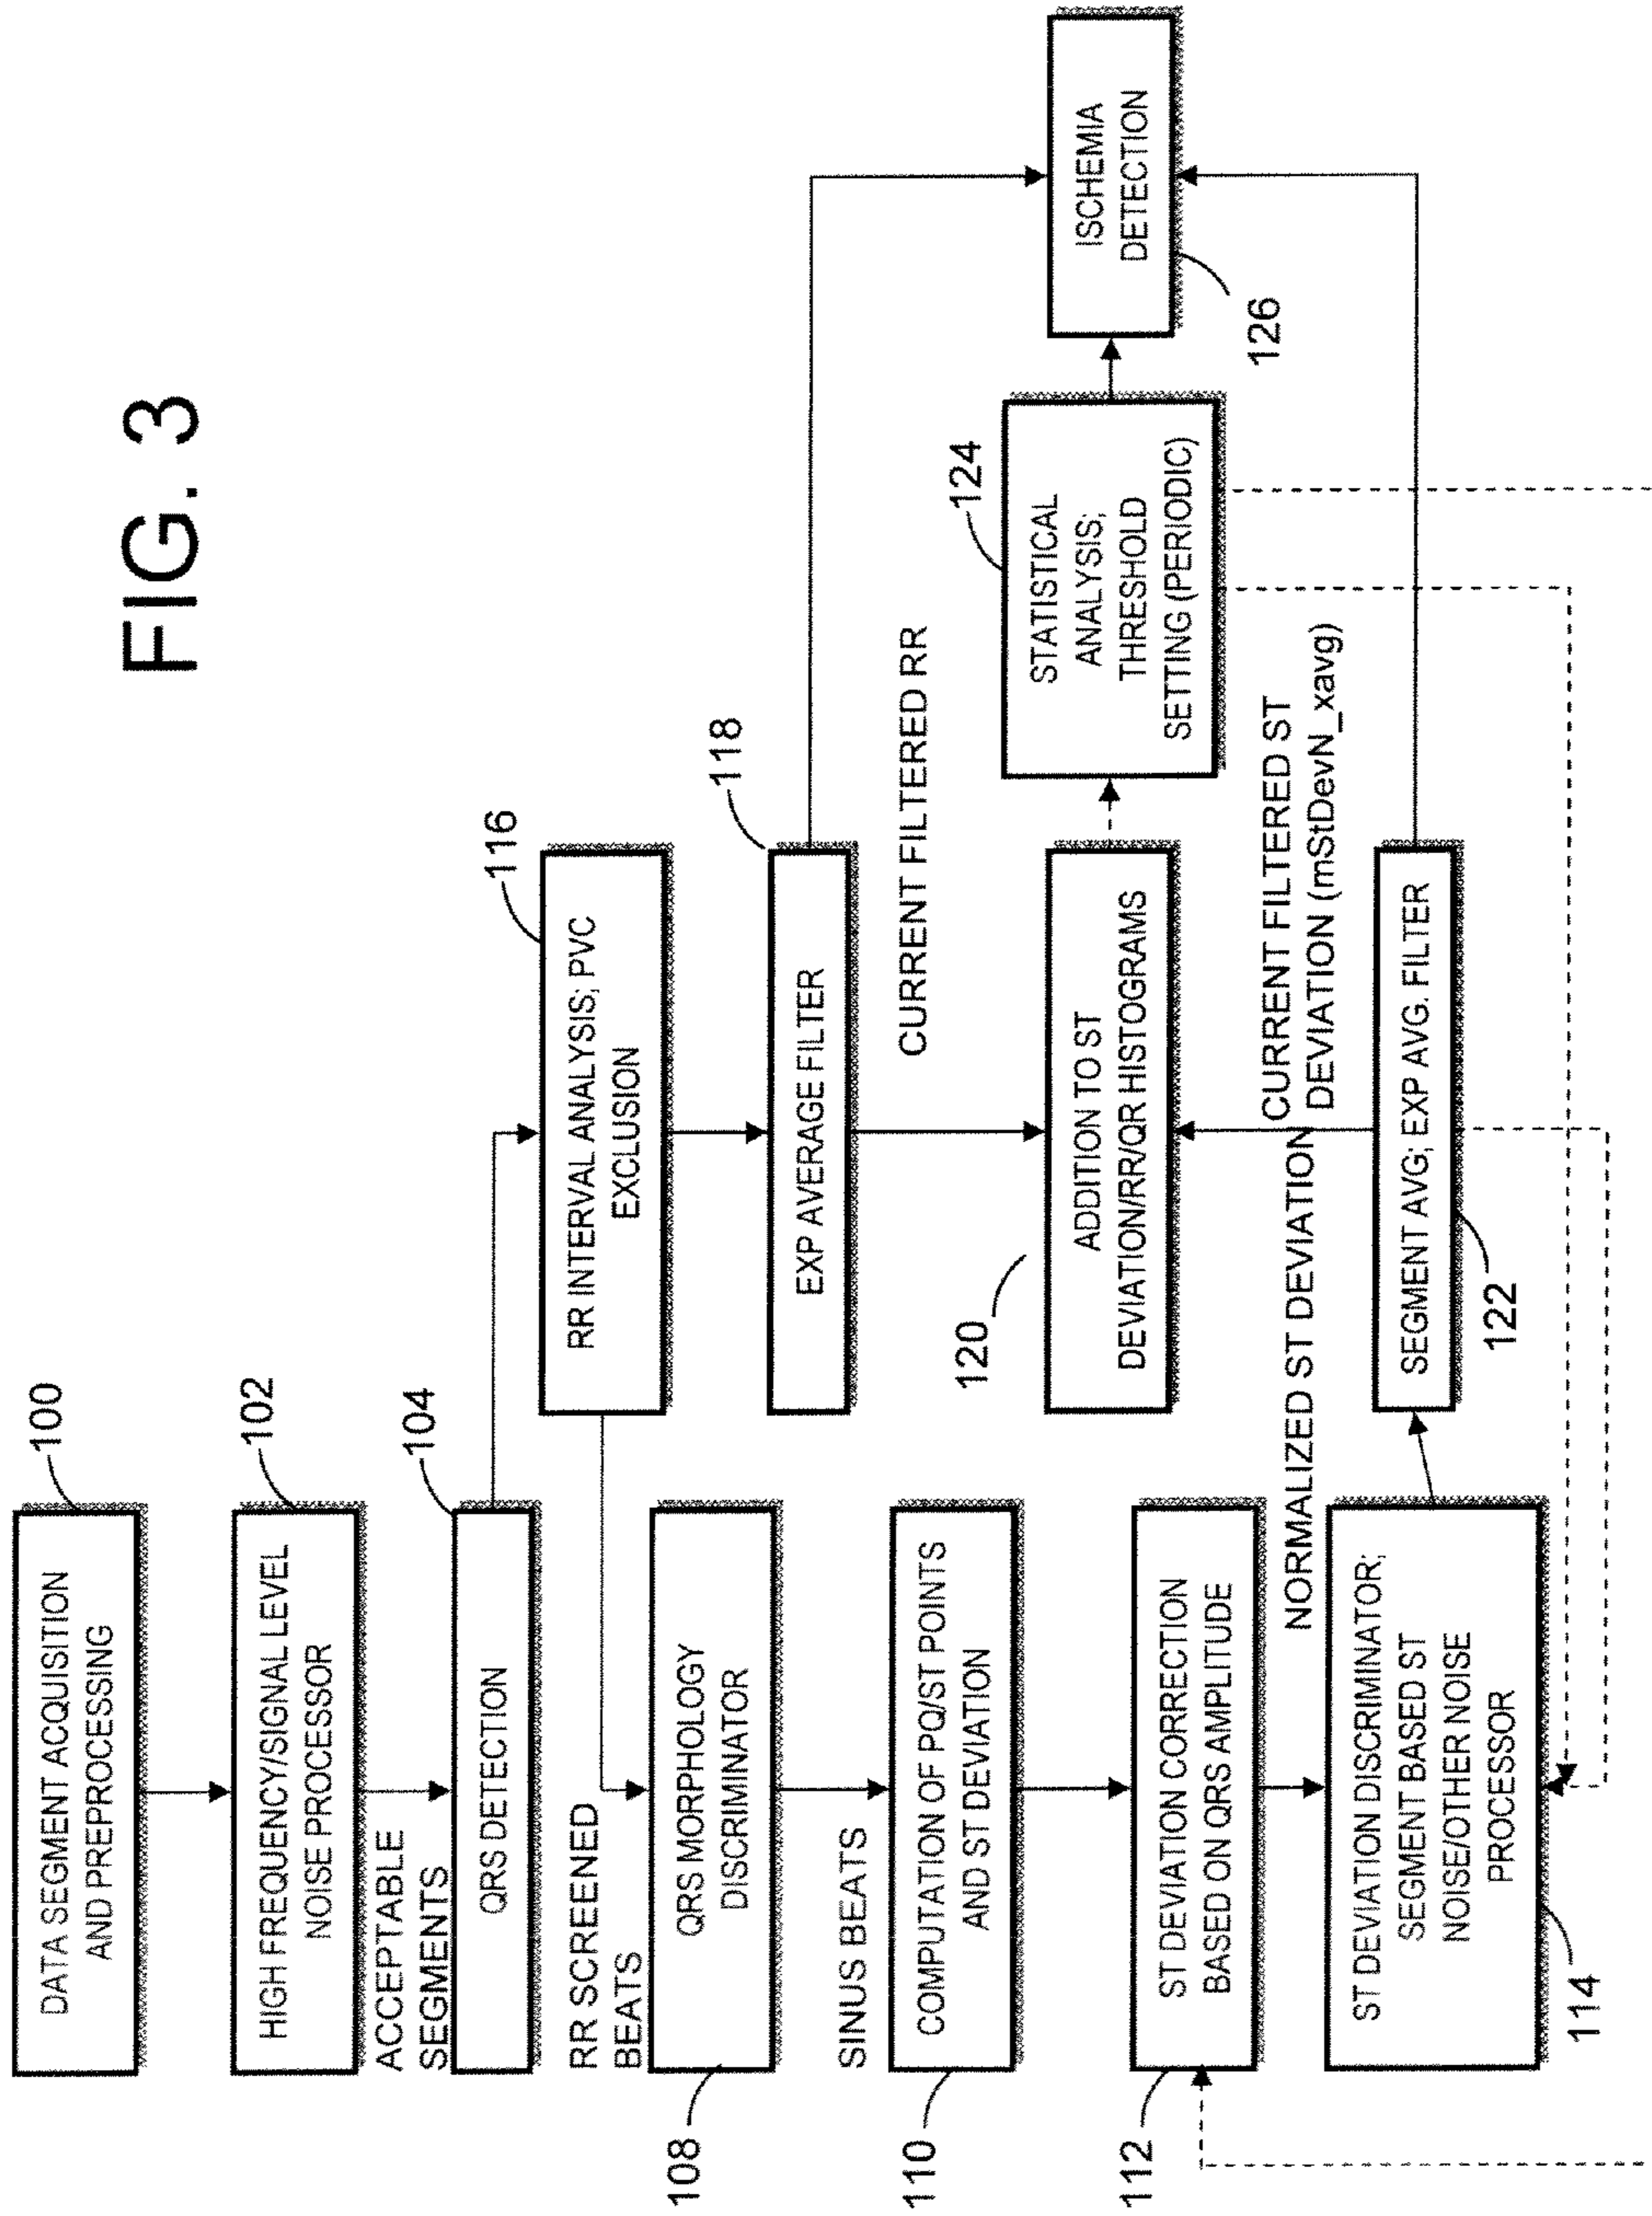 FIG. 3
DATA SEGMENT ACQUISITION
AND PREPROCESSING
100
HIGH FREQUENCY/SIGNAL LEVEL
NOISE PROCESSOR
102
ACCEPTABLE
SEGMENTS
QRS DETECTION
104
RR INTERVAL ANALYSIS; PVC
EXCLUSION
116
RR SCREENED
BEATS
QRS MORPHOLOGY
DISCRIMINATOR
108
EXP AVERAGE FILTER
118
SINUS BEATS
CURRENT FILTERED RR
COMPUTATION OF PQ/ST POINTS
AND ST DEVIATION
110
120
ADDITION TO ST
DEVIATION/RR/QR HISTOGRAMS
STATISTICAL
ANALYSIS;
THRESHOLD
SETTING (PERIODIC)
124
ISCHEMIA
DETECTION
126
ST DEVIATION CORRECTION
BASED ON QRS AMPLITUDE
112
NORMALIZED ST DEVIATION
CURRENT FILTERED ST
DEVIATION (mStDevN_xavg)
ST DEVIATION DISCRIMINATOR;
SEGMENT BASED ST
NOISE/OTHER NOISE
PROCESSOR
114
SEGMENT AVG; EXP AVG. FILTER
122